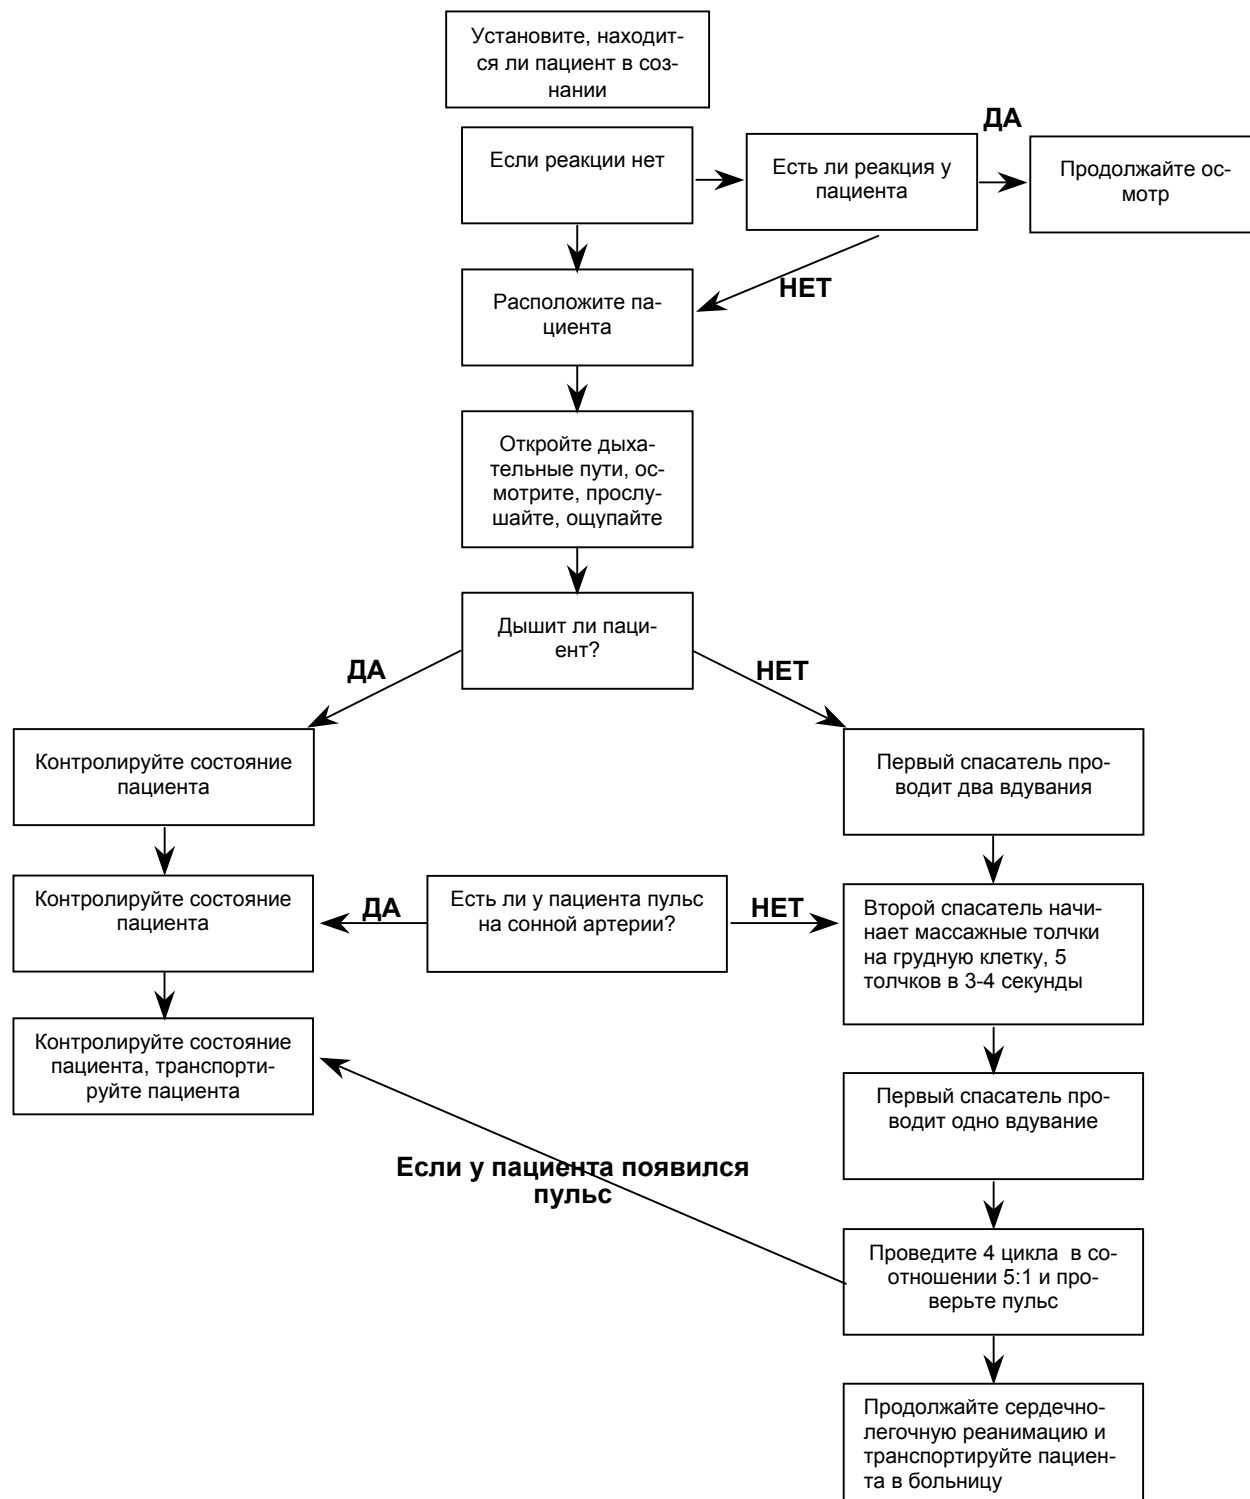 Установите, находит-
ся ли пациент в соз-
нании
Если реакции нет
Есть ли реакция у
пациента
ДА
Продолжайте ос-
мотр
НЕТ
Расположите па-
циента
Откройте дыха-
тельные пути, ос-
мотрите, прослу-
шайте, ощупайте
Дышит ли паци-
ент?
ДА
НЕТ
Контролируйте состояние
пациента
Первый спасатель про-
водит два вдувания
Контролируйте состояние
пациента
ДА
Есть ли у пациента пульс
на сонной артерии?
НЕТ
Второй спасатель начи-
нает массажные толчки
на грудную клетку, 5
толчков в 3-4 секунды
Контролируйте состояние
пациента, транспорти-
руйте пациента
Первый спасатель про-
водит одно вдувание
Если у пациента появился
пульс
Проведите 4 цикла  в со-
отношении 5:1 и про-
верьте пульс
Продолжайте сердечно-
легочную реанимацию и
транспортируйте пациен-
та в больницу